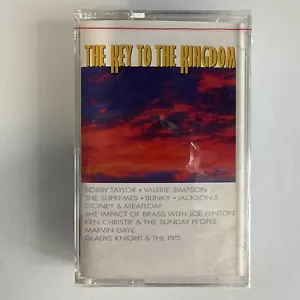 THE KEY TO THE KINGDOM
BOBBY TAYLOR • VALERIE SIMPSON
THE SUPREMES • BLINKY • JACKSON 5
STONEY & MEATLOAF
THE IMPACT OF BRASS WITH JOE HINTON
KEN CHRISTIE & THE SUNDAY PEOPLE
MARVIN GAYE
GLADYS KNIGHT & THE PIPS